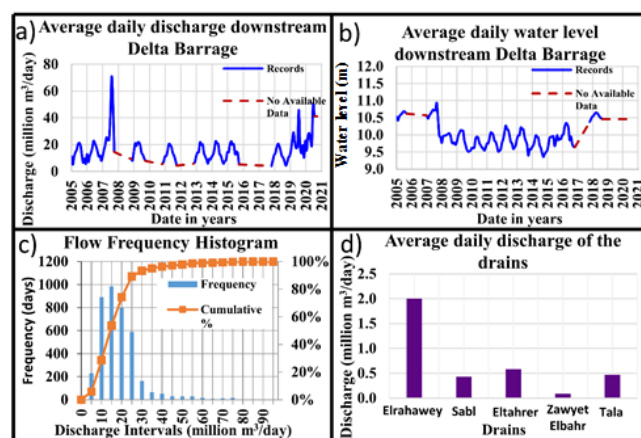 a) Average daily discharge downstream
Delta Barrage
Discharge (million m³/day)
80
60
40
20
0
Records
No Available
Data
2005
2006
2007
2008
2009
2010
2011
2012
2013
2014
2015
2016
2017
2018
2019
2020
2021
Date in years
b) Average daily water level
downstream Delta Barrage
Water level (m)
11.5
11.0
10.5
10.0
9.5
9.0
Records
No Available
Data
2005
2006
2007
2008
2009
2010
2011
2012
2013
2014
2015
2016
2017
2018
2019
2020
2021
Date in years
c) Flow Frequency Histogram
Frequency (days)
1200
1000
800
600
400
200
0
Frequency
Cumulative
%
100%
80%
60%
40%
20%
0%
0 10 20 30 40 50 60 70 80 90
Discharge Intervals (million m³/day)
d) Average daily discharge of the
drains
Discharge (million m³/day)
2.5
2.0
1.5
1.0
0.5
0.0
Elrahawey Sabl Eltahrer Zawyet Elbahr Tala
Drains